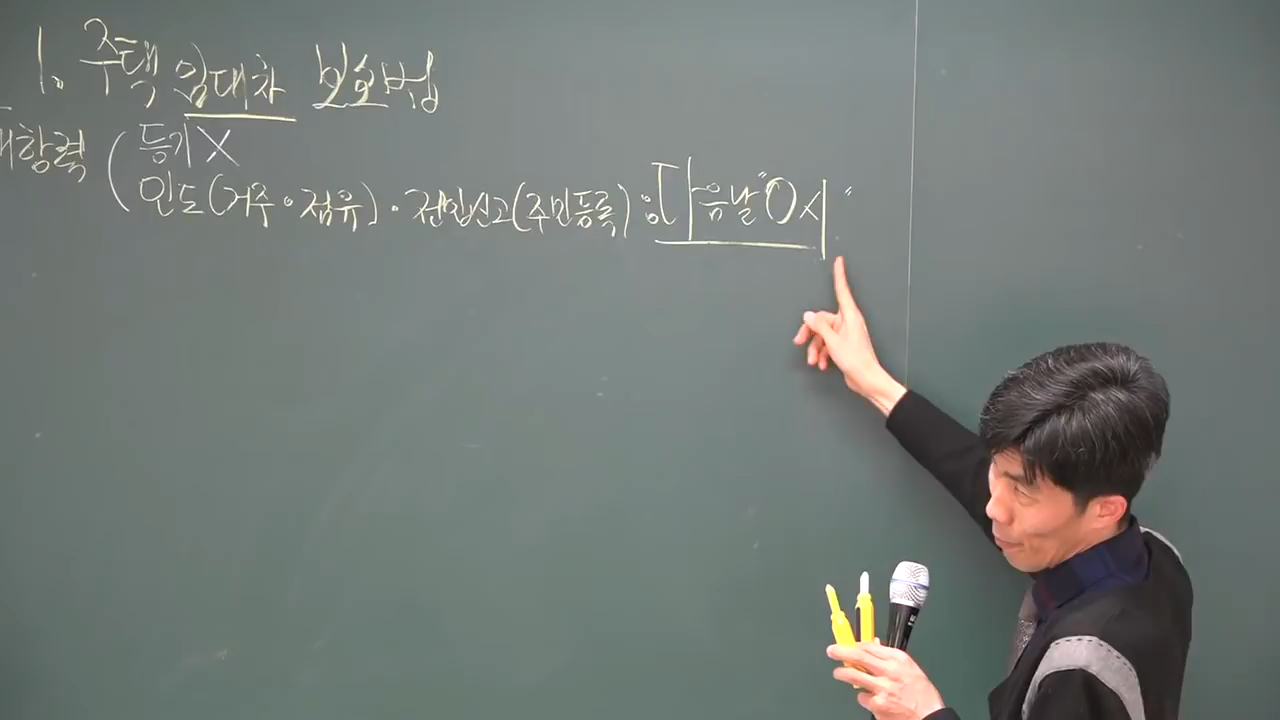 1. 주택 임대차 보호법
대항력 ( 등기 X
인도(거주·점유)·전입신고(주민등록) : 다음날 "0시"